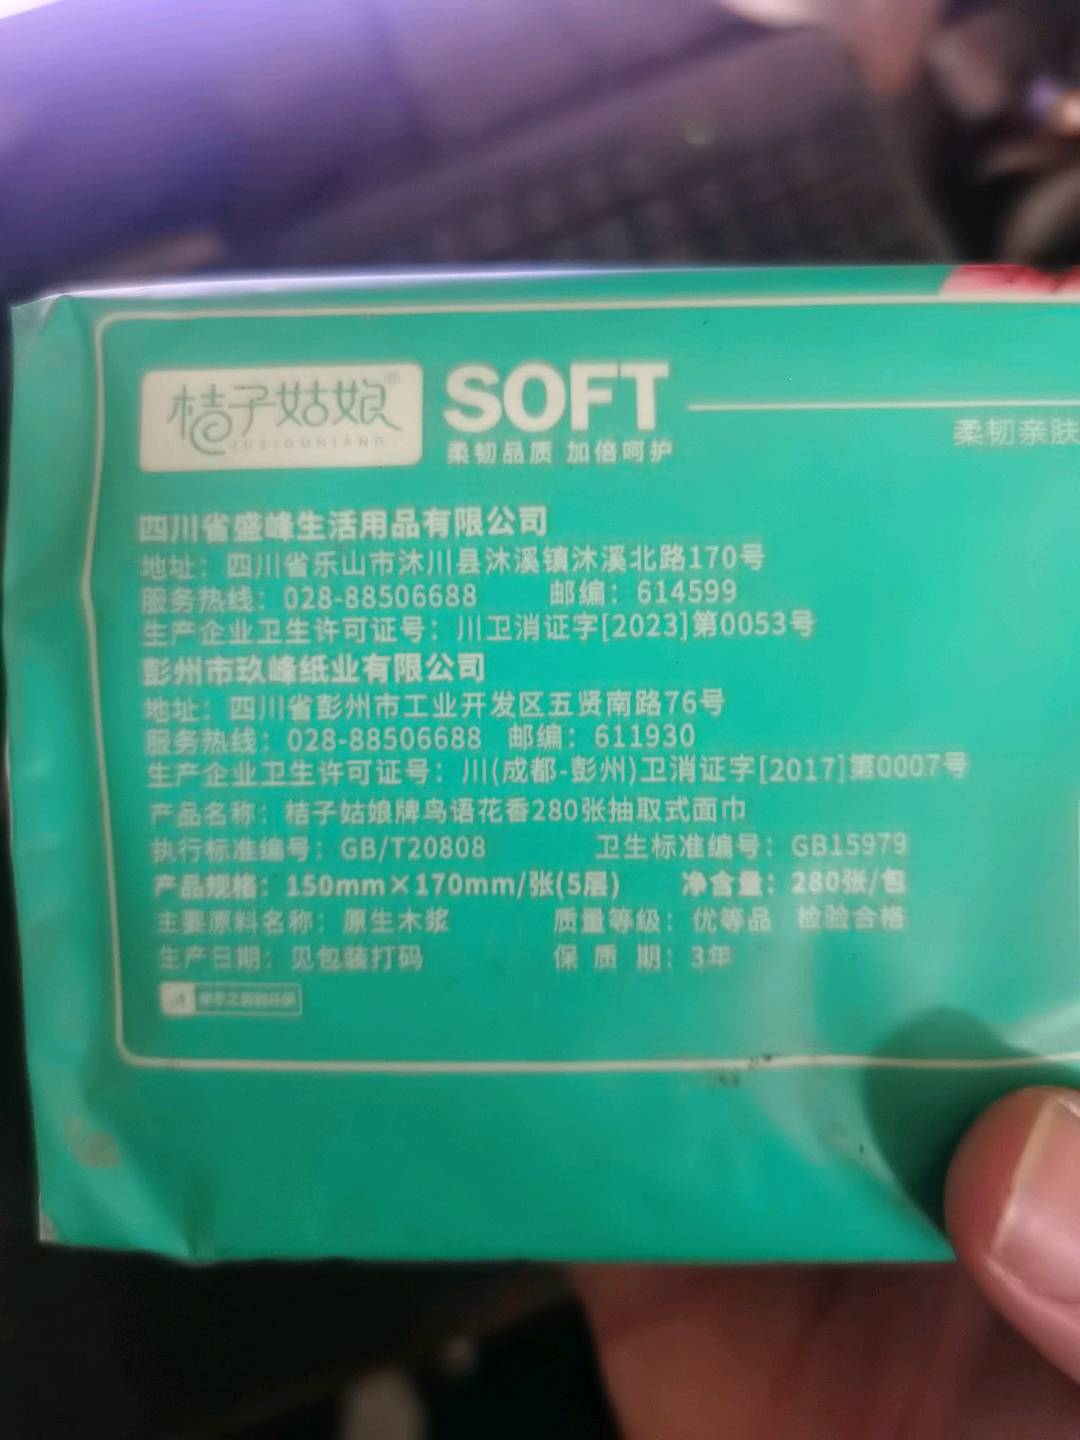 桔子姑娘®
JUZIGUNIANG
SOFT
柔韧品质 加倍呵护
柔韧亲肤
四川省盛峰生活用品有限公司
地址：四川省乐山市沐川县沐溪镇沐溪北路170号
服务热线：028-88506688 邮编：614599
生产企业卫生许可证号：川卫消证字[2023]第0053号
彭州市玖峰纸业有限公司
地址：四川省彭州市工业开发区五贤南路76号
服务热线：028-88506688 邮编：611930
生产企业卫生许可证号：川(成都-彭州)卫消证字[2017]第0007号
产品名称：桔子姑娘牌鸟语花香280张抽取式面巾
执行标准编号：GB/T20808 卫生标准编号：GB15979
产品规格：150mm×170mm/张(5层) 净含量：280张/包
主要原料名称：原生木浆 质量等级：优等品 检验合格
生产日期：见包装打码 保质期：3年